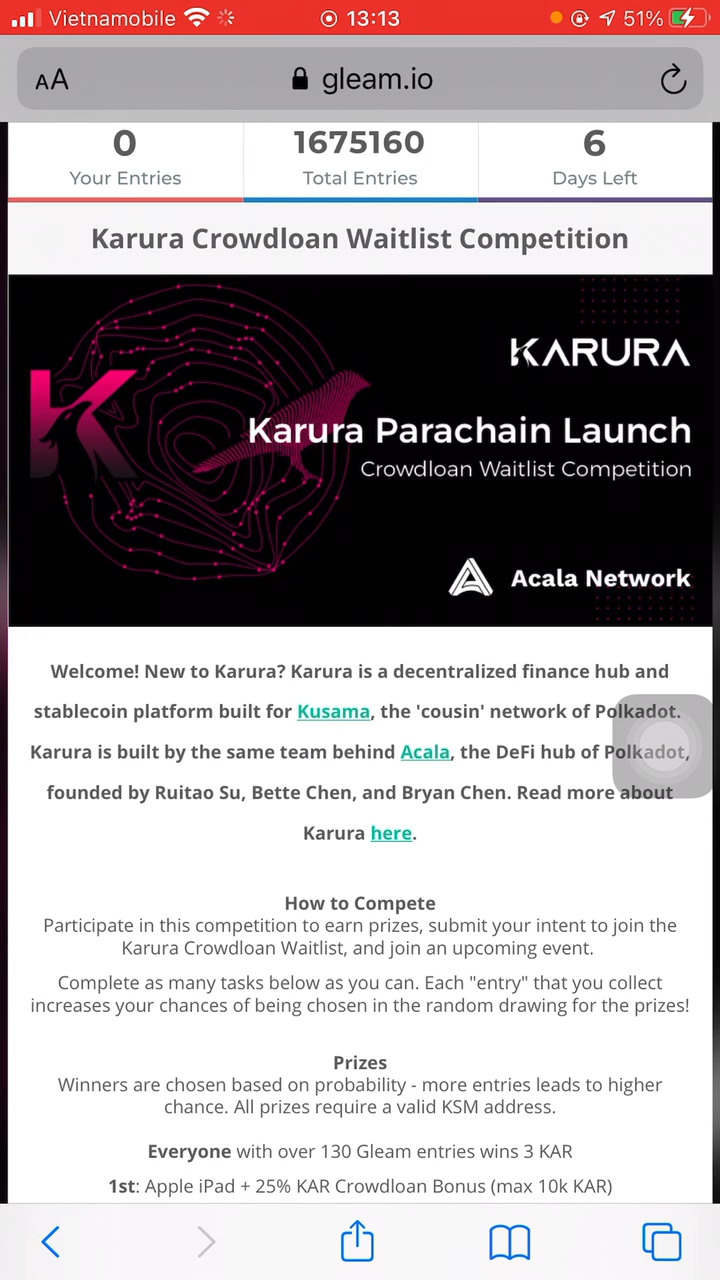 Vietnamobile 13:13 51%
AA gleam.io
0 1675160 6
Your Entries Total Entries Days Left
Karura Crowdloan Waitlist Competition
KARURA
Karura Parachain Launch
Crowdloan Waitlist Competition
Acala Network
Welcome! New to Karura? Karura is a decentralized finance hub and
stablecoin platform built for Kusama, the 'cousin' network of Polkadot.
Karura is built by the same team behind Acala, the DeFi hub of Polkadot,
founded by Ruitao Su, Bette Chen, and Bryan Chen. Read more about
Karura here.
How to Compete
Participate in this competition to earn prizes, submit your intent to join the
Karura Crowdloan Waitlist, and join an upcoming event.
Complete as many tasks below as you can. Each "entry" that you collect
increases your chances of being chosen in the random drawing for the prizes!
Prizes
Winners are chosen based on probability - more entries leads to higher
chance. All prizes require a valid KSM address.
Everyone with over 130 Gleam entries wins 3 KAR
1st: Apple iPad + 25% KAR Crowdloan Bonus (max 10k KAR)